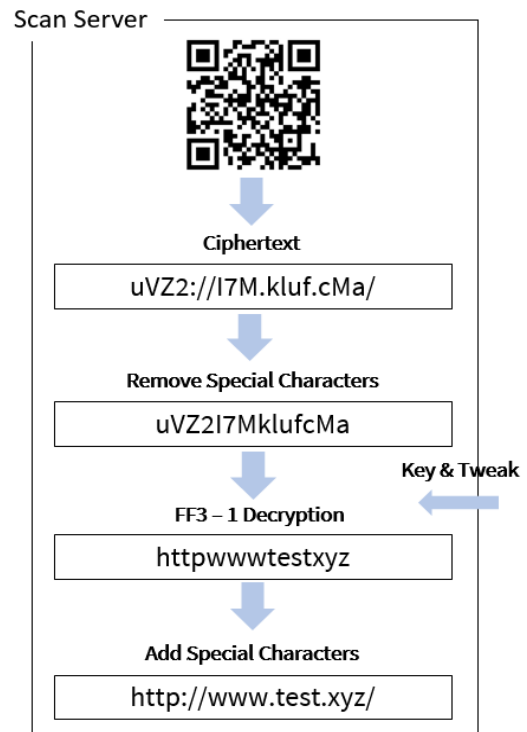 Scan Server
Ciphertext
uVZ2://I7M.kluf.cMa/
Remove Special Characters
uVZ2I7MklufcMa
Key & Tweak
FF3 – 1 Decryption
httpwwwtestxyz
Add Special Characters
http://www.test.xyz/